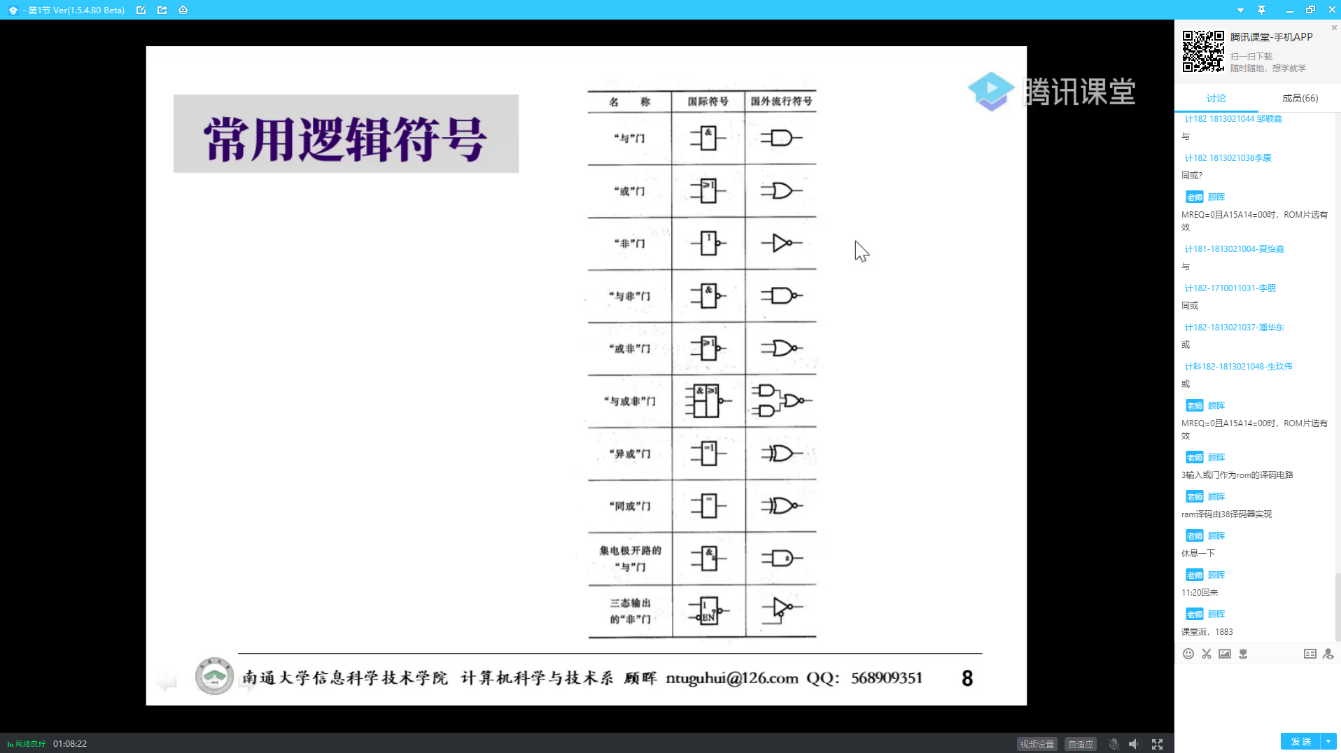 - 第1节 Ver(1.5.4.80 Beta)
常用逻辑符号
名 称 国际符号 国外流行符号
“与”门 &
“或”门 ≥1
“非”门 1
“与非”门 &
“或非”门 ≥1
“与或非”门 & ≥1
“异或”门 =1
“同或”门 =
集电极开路的
“与”门 &
三态输出
的“非”门 1 EN
腾讯课堂
南通大学信息科学技术学院 计算机科学与技术系 顾晖 ntuguhui@126.com QQ: 568909351 8
网络良好 01:08:22
视频设置 自适应
腾讯课堂-手机APP
扫一扫下载
随时随地，想学就学
讨论 成员(66)
计182 1813021044 邹顺鑫
与
计182 1813021038李康
同或?
老师 顾晖
MREQ=0且A15A14=00时，ROM片选有
效
计181-1813021004-夏怡鑫
与
计182-1710011031-李朋
同或
计182-1813021037-潘华东
或
计科182-1813021048-生玖伟
或
老师 顾晖
MREQ=0且A15A14=00时，ROM片选有
效
老师 顾晖
3输入或门作为rom的译码电路
老师 顾晖
ram译码由38译码器实现
老师 顾晖
休息一下
老师 顾晖
11:20回来
老师 顾晖
课堂派，1883
发送